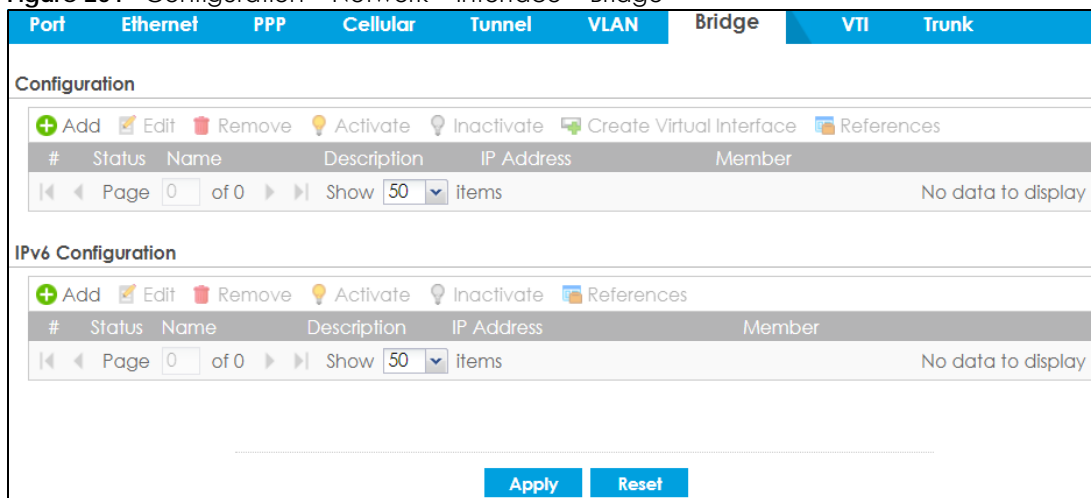 Port Ethernet PPP Cellular Tunnel VLAN Bridge VTI Trunk
Configuration
Add Edit Remove Activate Inactivate Create Virtual Interface References
# Status Name Description IP Address Member
Page 0 of 0 Show 50 items No data to display
IPv6 Configuration
Add Edit Remove Activate Inactivate References
# Status Name Description IP Address Member
Page 0 of 0 Show 50 items No data to display
Apply Reset